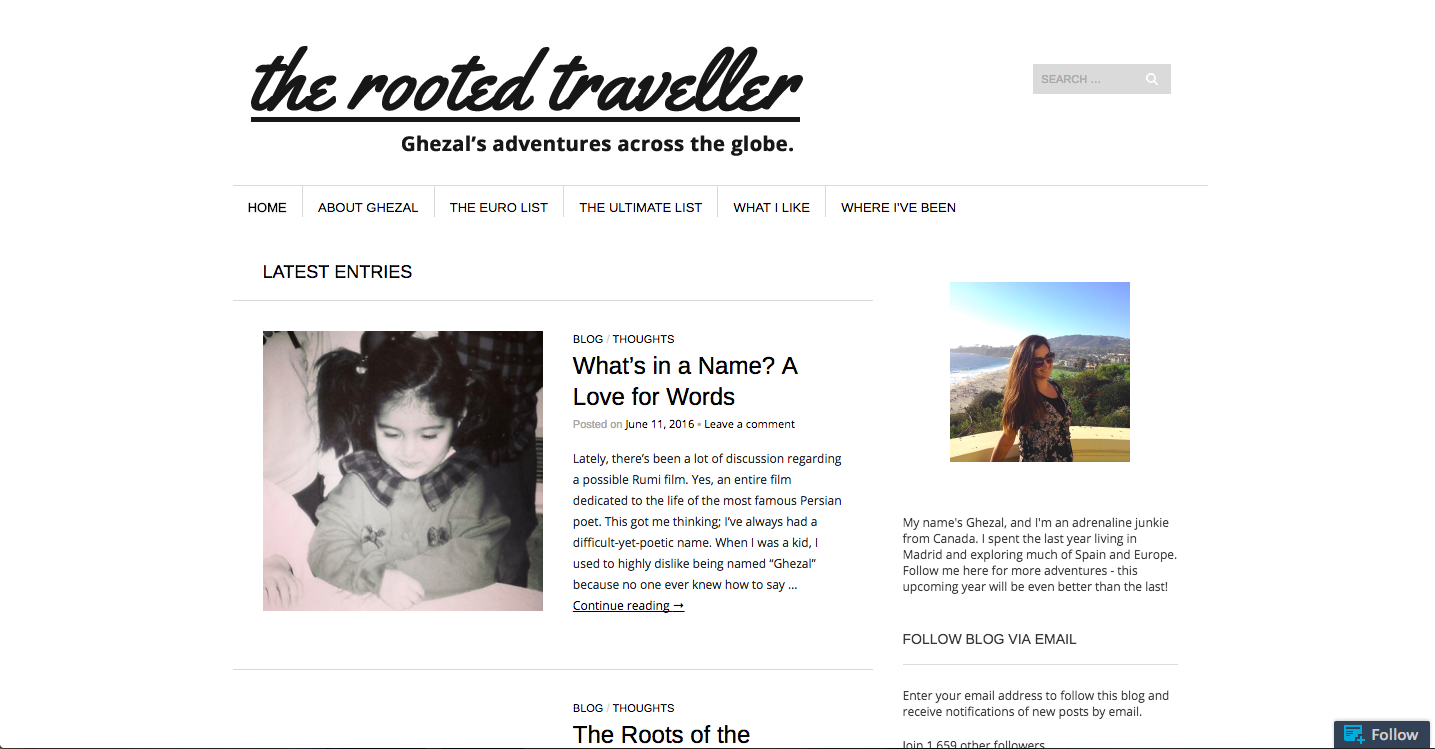 the rooted traveller
Ghezal's adventures across the globe.
SEARCH ...
HOME
ABOUT GHEZAL
THE EURO LIST
THE ULTIMATE LIST
WHAT I LIKE
WHERE I'VE BEEN
LATEST ENTRIES
BLOG / THOUGHTS
What's in a Name? A
Love for Words
Posted on June 11, 2016 • Leave a comment
Lately, there's been a lot of discussion regarding
a possible Rumi film. Yes, an entire film
dedicated to the life of the most famous Persian
poet. This got me thinking; I've always had a
difficult-yet-poetic name. When I was a kid, I
used to highly dislike being named “Ghezal”
because no one ever knew how to say ...
Continue reading →
BLOG / THOUGHTS
The Roots of the
My name's Ghezal, and I'm an adrenaline junkie
from Canada. I spent the last year living in
Madrid and exploring much of Spain and Europe.
Follow me here for more adventures - this
upcoming year will be even better than the last!
FOLLOW BLOG VIA EMAIL
Enter your email address to follow this blog and
receive notifications of new posts by email.
Join 1,659 other followers
Follow